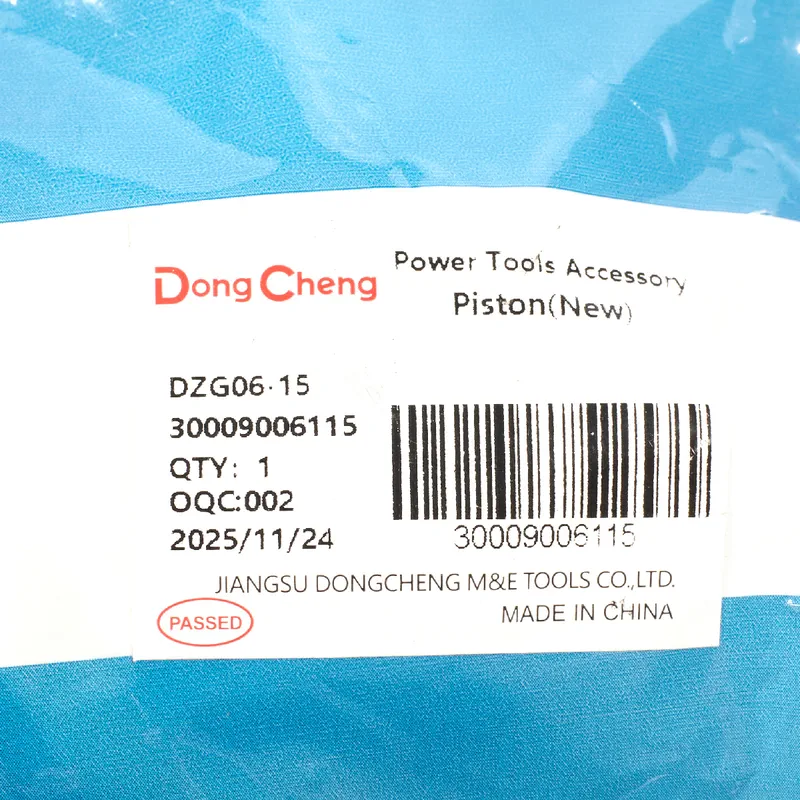 Dong Cheng
Power Tools Accessory
Piston(New)
DZG06-15
30009006115
QTY: 1
OQC:002
2025/11/24
30009006115
JIANGSU DONGCHENG M&E TOOLS CO.,LTD.
PASSED
MADE IN CHINA